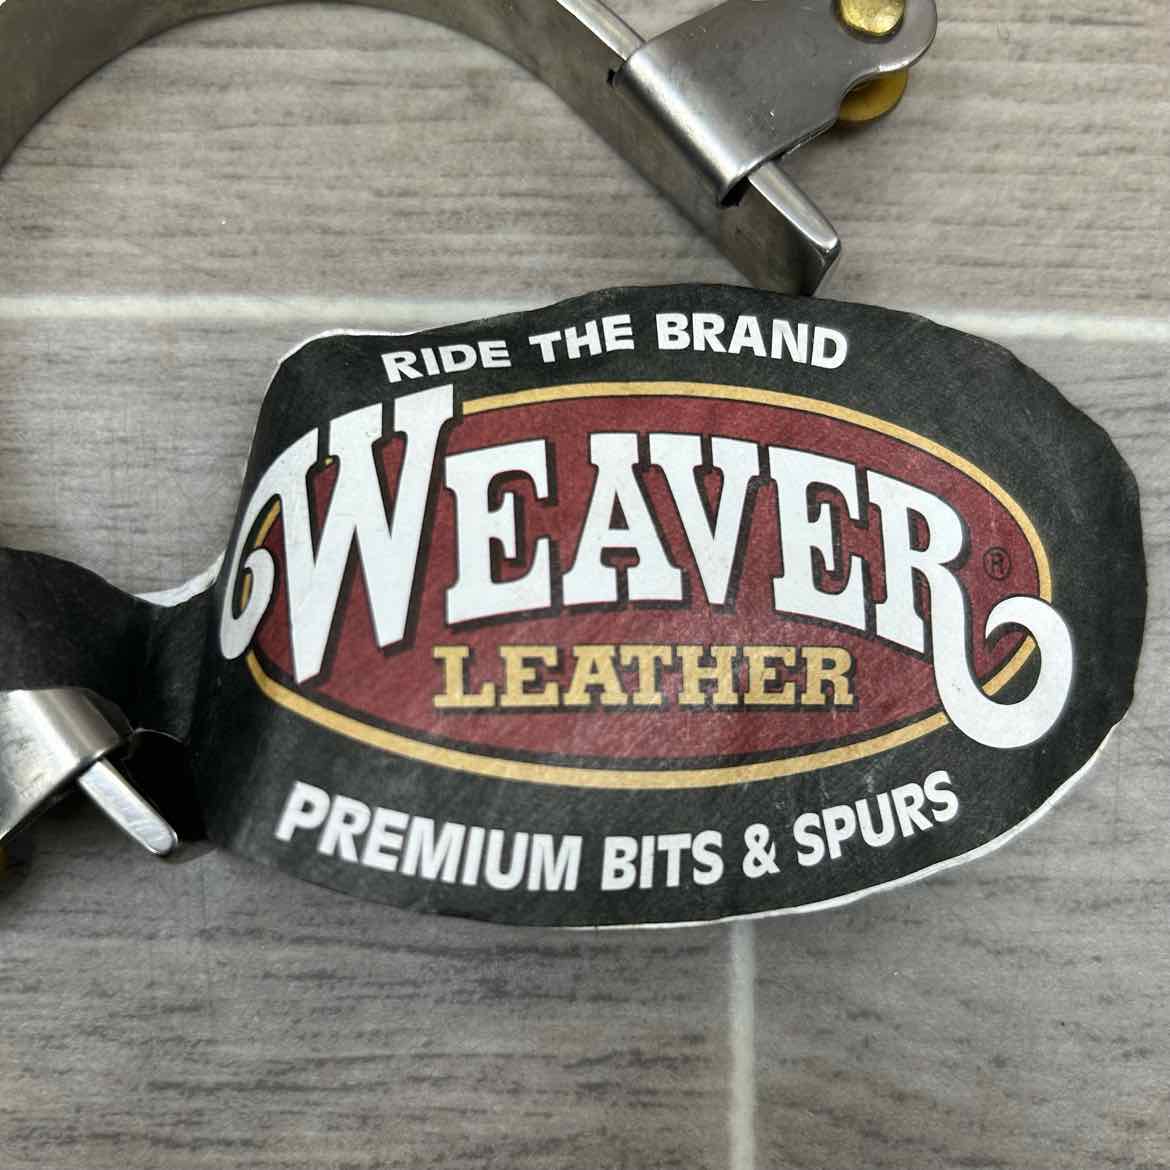 RIDE THE BRAND
WEAVER ®
LEATHER
PREMIUM BITS & SPURS